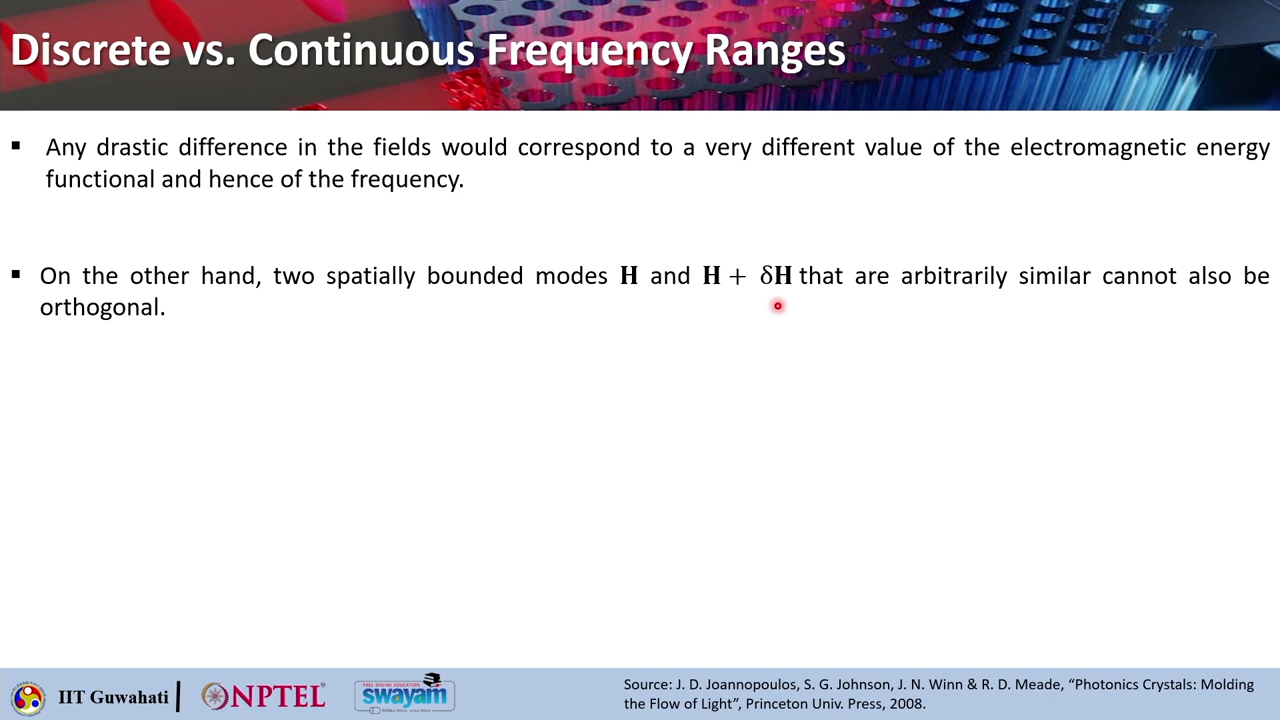 Discrete vs. Continuous Frequency Ranges
▪ Any drastic difference in the fields would correspond to a very different value of the electromagnetic energy
functional and hence of the frequency.
▪ On the other hand, two spatially bounded modes H and H + δH that are arbitrarily similar cannot also be
orthogonal.
IIT Guwahati
NPTEL
FREE ONLINE EDUCATION
swayam
Source: J. D. Joannopoulos, S. G. Johnson, J. N. Winn & R. D. Meade, “Photonics Crystals: Molding
the Flow of Light”, Princeton Univ. Press, 2008.